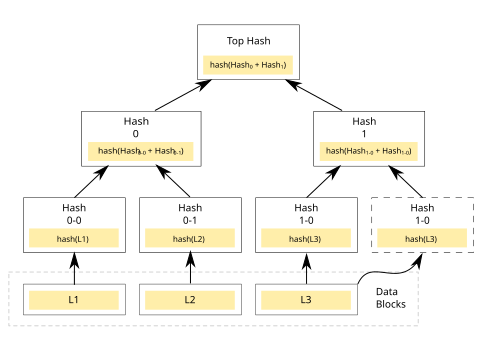 Top Hash
hash(Hash0 + Hash1)
Hash
0
hash(Hash0-0 + Hash0-1)
Hash
1
hash(Hash1-0 + Hash1-0)
Hash
0-0
hash(L1)
Hash
0-1
hash(L2)
Hash
1-0
hash(L3)
Hash
1-0
hash(L3)
L1
L2
L3
Data
Blocks